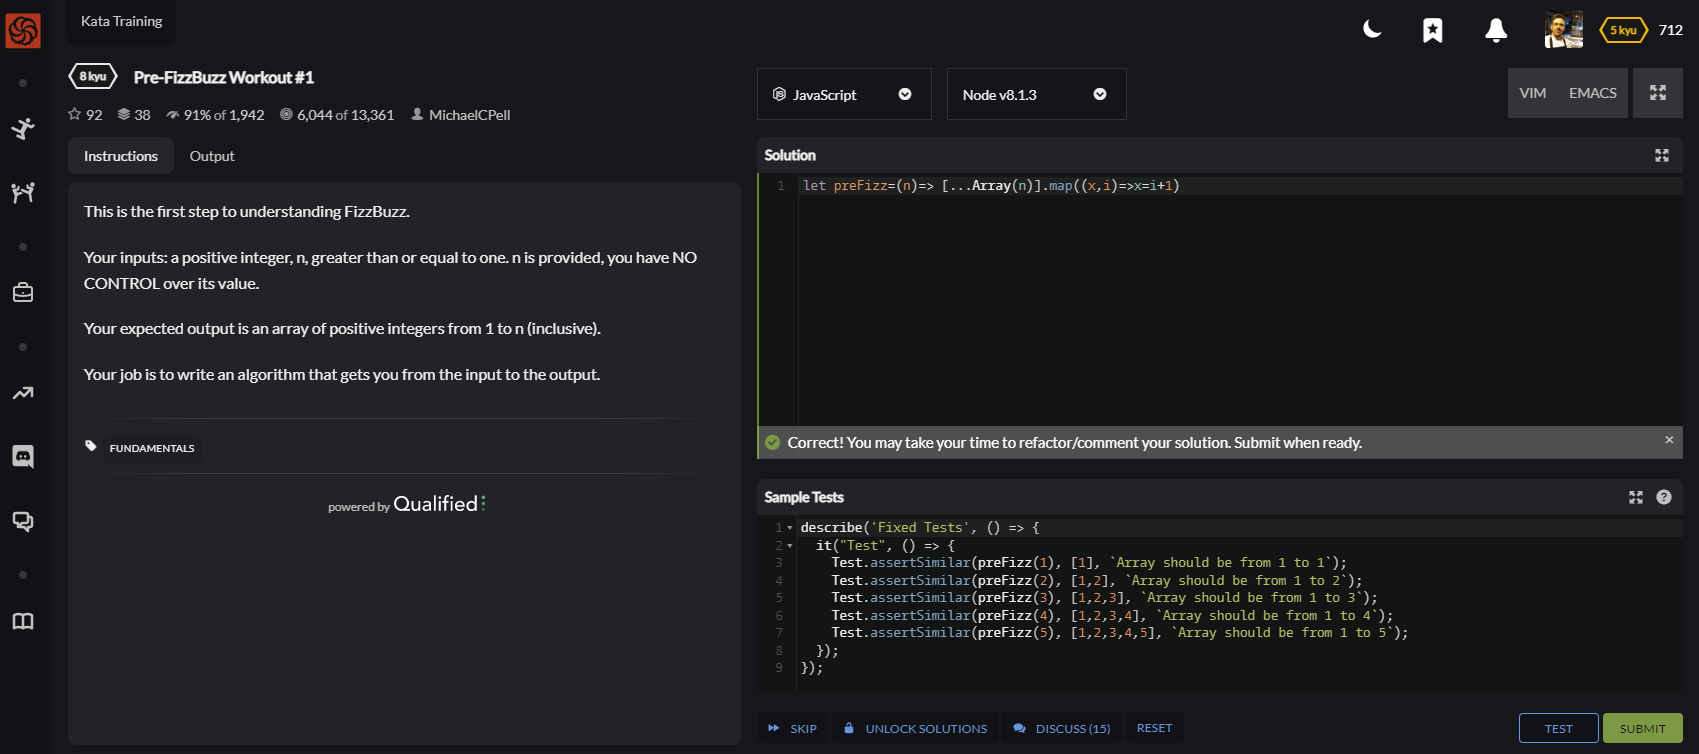 Kata Training
5 kyu 712
8 kyu Pre-FizzBuzz Workout #1
92 38 91% of 1,942 6,044 of 13,361 MichaelCPell
Instructions Output
This is the first step to understanding FizzBuzz.
Your inputs: a positive integer, n, greater than or equal to one. n is provided, you have NO
CONTROL over its value.
Your expected output is an array of positive integers from 1 to n (inclusive).
Your job is to write an algorithm that gets you from the input to the output.
FUNDAMENTALS
powered by Qualified
JavaScript Node v8.1.3 VIM EMACS
Solution
1 let preFizz=(n)=> [...Array(n)].map((x,i)=>x=i+1)
Correct! You may take your time to refactor/comment your solution. Submit when ready. ×
Sample Tests ?
1 describe('Fixed Tests', () => {
2 it("Test", () => {
3 Test.assertSimilar(preFizz(1), [1], `Array should be from 1 to 1`);
4 Test.assertSimilar(preFizz(2), [1,2], `Array should be from 1 to 2`);
5 Test.assertSimilar(preFizz(3), [1,2,3], `Array should be from 1 to 3`);
6 Test.assertSimilar(preFizz(4), [1,2,3,4], `Array should be from 1 to 4`);
7 Test.assertSimilar(preFizz(5), [1,2,3,4,5], `Array should be from 1 to 5`);
8 });
9 });
SKIP UNLOCK SOLUTIONS DISCUSS (15) RESET TEST SUBMIT